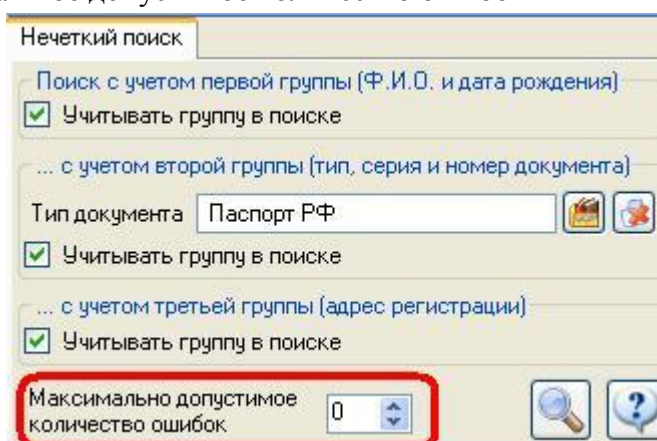 Нечеткий поиск
Поиск с учетом первой группы (Ф.И.О. и дата рождения)
Учитывать группу в поиске
... с учетом второй группы (тип, серия и номер документа)
Тип документа Паспорт РФ
Учитывать группу в поиске
... с учетом третьей группы (адрес регистрации)
Учитывать группу в поиске
Максимально допустимое
количество ошибок 0